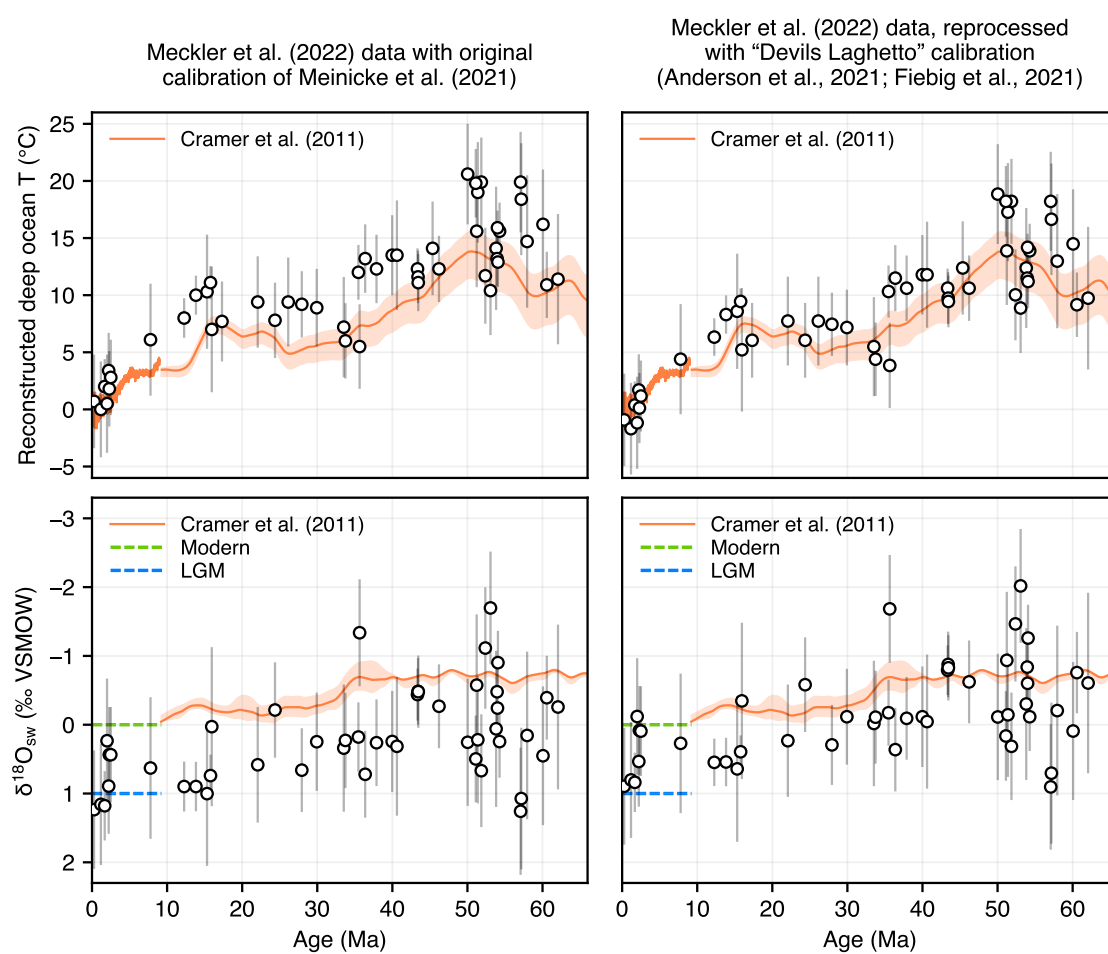 Meckler et al. (2022) data with original
calibration of Meinicke et al. (2021)
Meckler et al. (2022) data, reprocessed
with “Devils Laghetto” calibration
(Anderson et al., 2021; Fiebig et al., 2021)
Reconstructed deep ocean T (°C)
25
20
15
10
5
0
−5
Cramer et al. (2011)
Cramer et al. (2011)
δ¹⁸Osw (‰ VSMOW)
−3
−2
−1
0
1
2
Cramer et al. (2011)
Modern
LGM
Cramer et al. (2011)
Modern
LGM
0 10 20 30 40 50 60
Age (Ma)
0 10 20 30 40 50 60
Age (Ma)